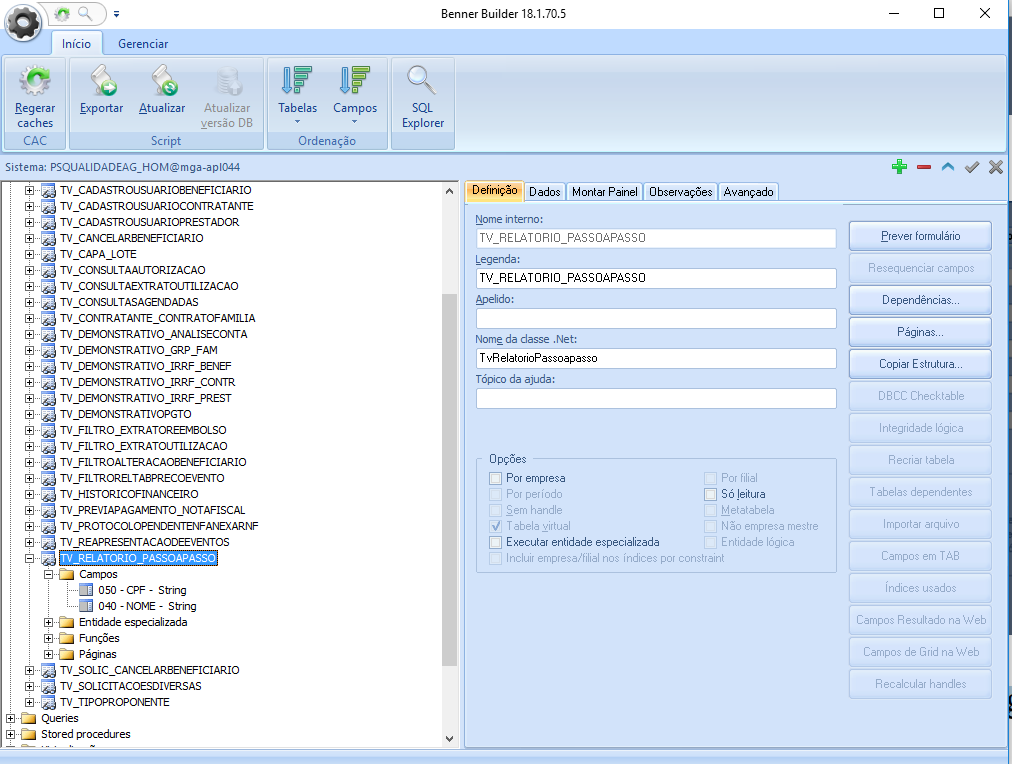 Benner Builder 18.1.70.5
Início
Gerenciar
Regerar caches
Exportar
Atualizar
Atualizar versão DB
Tabelas
Campos
SQL Explorer
CAC
Script
Ordenação
Sistema: PSQUALIDADEAG_HOM@mga-apl044
TV_CADASTROUSUARIOBENEFICIARIO
TV_CADASTROUSUARIOCONTRATANTE
TV_CADASTROUSUARIOPRESTADOR
TV_CANCELARBENEFICIARIO
TV_CAPA_LOTE
TV_CONSULTAAUTORIZACAO
TV_CONSULTAEXTRATOUTILIZACAO
TV_CONSULTASAGENDADAS
TV_CONTRATANTE_CONTRATOFAMILIA
TV_DEMONSTRATIVO_ANALISECONTA
TV_DEMONSTRATIVO_GRP_FAM
TV_DEMONSTRATIVO_IRRF_BENEF
TV_DEMONSTRATIVO_IRRF_CONTR
TV_DEMONSTRATIVO_IRRF_PREST
TV_DEMONSTRATIVOPGTO
TV_FILTRO_EXTRATOREEMBOLSO
TV_FILTRO_EXTRATOUTILIZACAO
TV_FILTROALTERACAOBENEFICIARIO
TV_FILTRORELTABPRECOEVENTO
TV_HISTORICOFINANCEIRO
TV_PREVIAPAGAMENTO_NOTAFISCAL
TV_PROTOCOLOPENDENTENFANEXARNF
TV_REAPRESENTACAODEEVENTOS
TV_RELATORIO_PASSOAPASSO
Campos
050 - CPF - String
040 - NOME - String
Entidade especializada
Funções
Páginas
TV_SOLIC_CANCELARBENEFICIARIO
TV_SOLICITACOESDIVERSAS
TV_TIPOPROPONENTE
Queries
Stored procedures
Definição
Dados
Montar Painel
Observações
Avançado
Nome interno:
TV_RELATORIO_PASSOAPASSO
Legenda:
TV_RELATORIO_PASSOAPASSO
Apelido:
Nome da classe .Net:
TvRelatorioPassoapasso
Tópico da ajuda:
Opções
Por empresa
Por filial
Por período
Só leitura
Sem handle
Metatabela
Tabela virtual
Não empresa mestre
Executar entidade especializada
Entidade lógica
Incluir empresa/filial nos índices por constraint
Prever formulário
Resequenciar campos
Dependências...
Páginas...
Copiar Estrutura...
DBCC Checktable
Integridade lógica
Recriar tabela
Tabelas dependentes
Importar arquivo
Campos em TAB
Índices usados
Campos Resultado na Web
Campos de Grid na Web
Recalcular handles